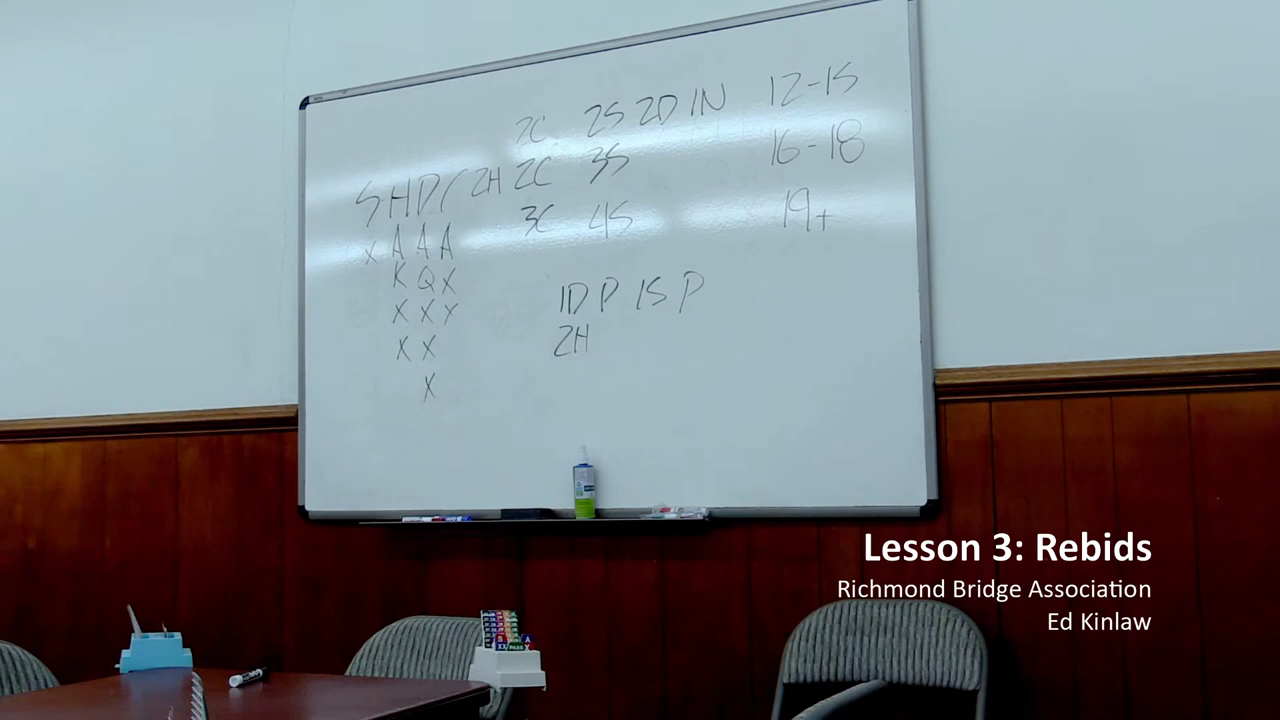 2C 2S 2D 1N 12-15
2C 3S 16-18
S H D C 2H
3C 4S 19+
X A A A
K Q X
X X X
X X
X
1D P 1S P
2H
Lesson 3: Rebids
Richmond Bridge Association
Ed Kinlaw
PASS